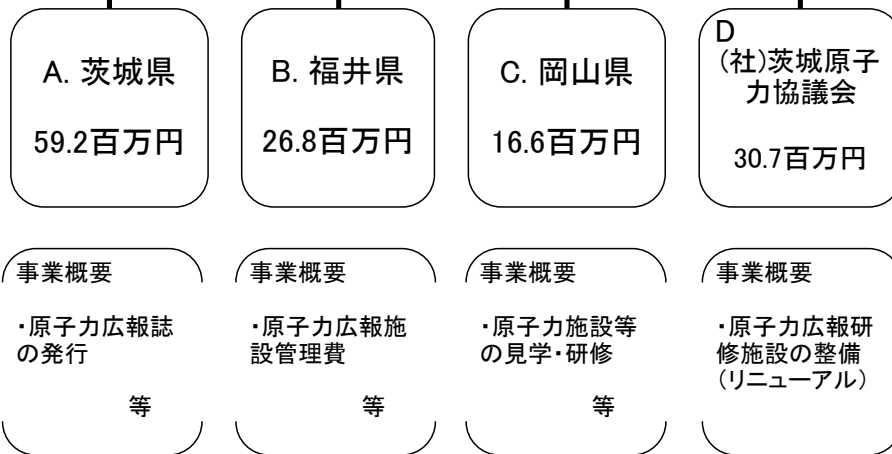 A. 茨城県
59.2百万円
B. 福井県
26.8百万円
C. 岡山県
16.6百万円
D
(社)茨城原子
力協議会
30.7百万円
事業概要
・原子力広報誌
の発行
等
事業概要
・原子力広報施
設管理費
等
事業概要
・原子力施設等
の見学・研修
等
事業概要
・原子力広報研
修施設の整備
(リニューアル)